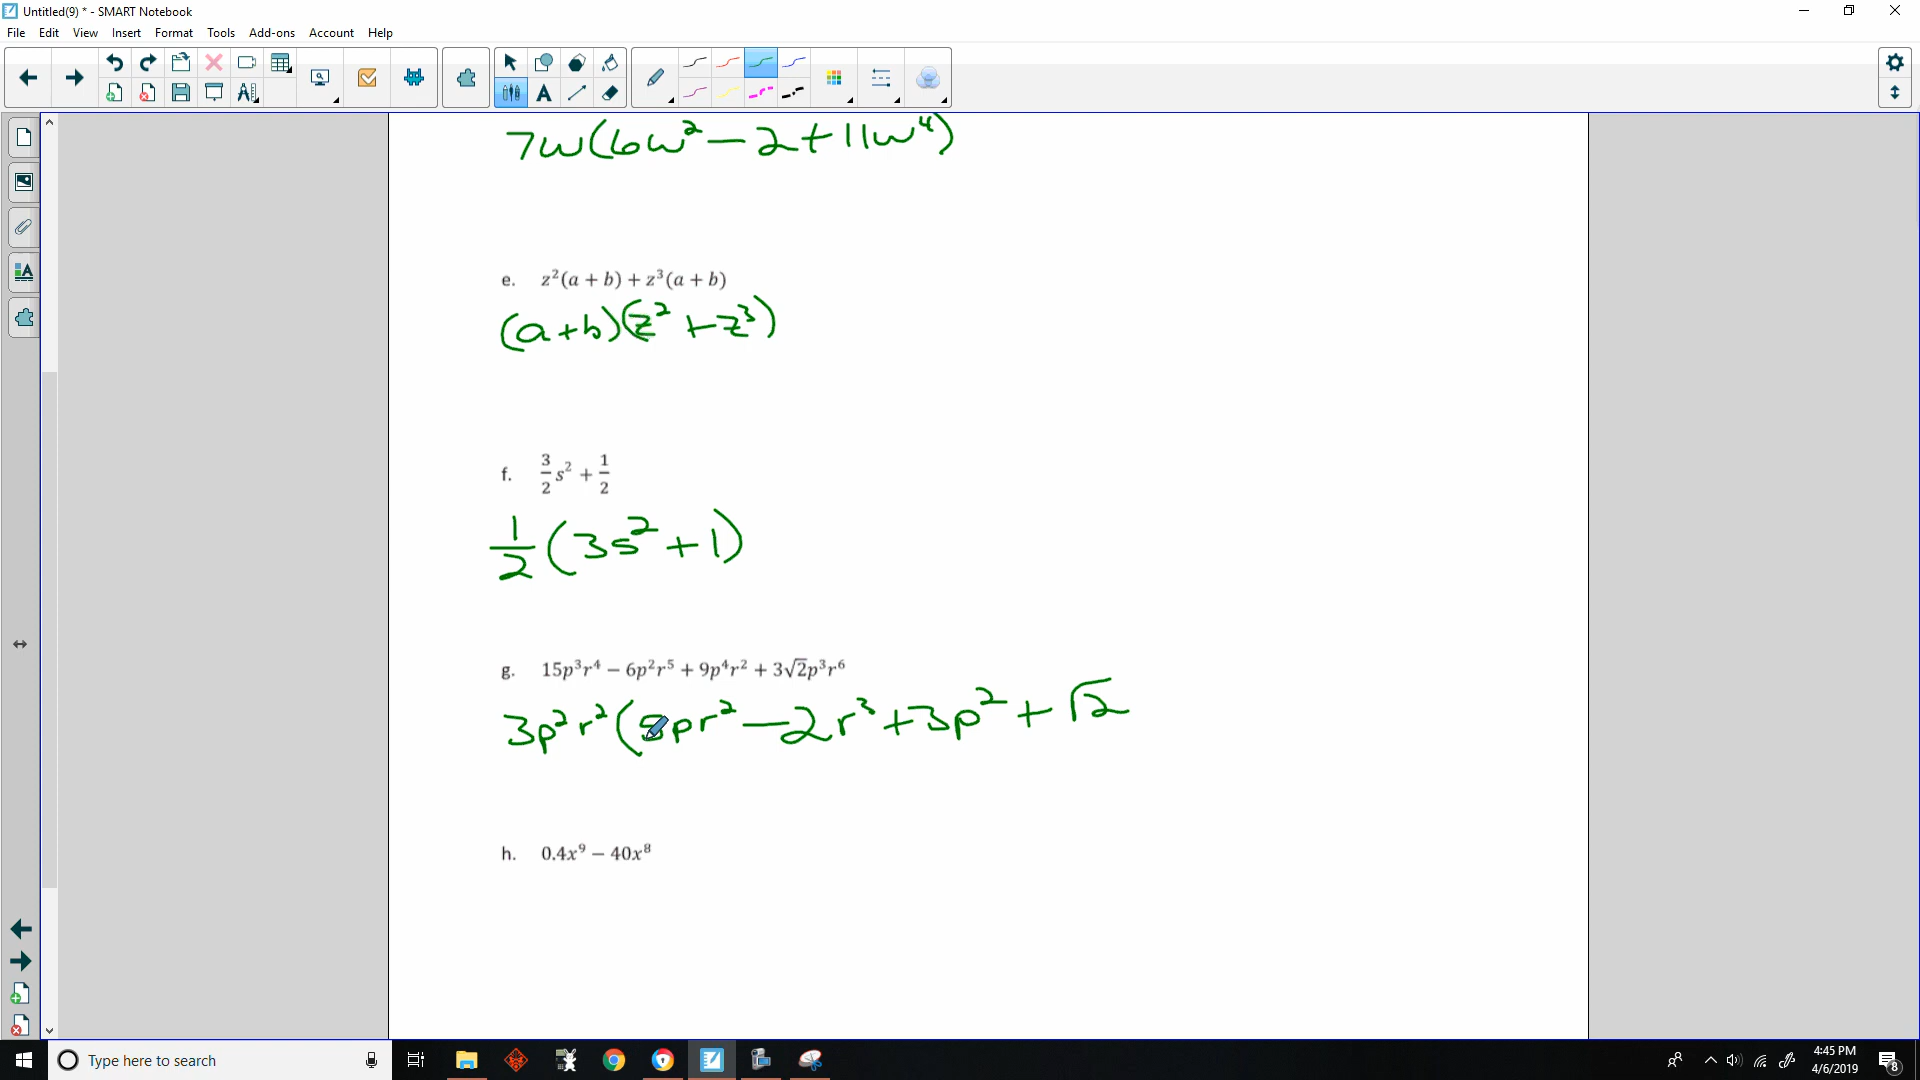 Untitled(9) * - SMART Notebook
File Edit View Insert Format Tools Add-ons Account Help
7w(6w² − 2 + 11w⁴)
e. z²(a + b) + z³(a + b)
(a+b)(z² + z³)
f. 3/2 s² + 1/2
1/2 (3s² + 1)
g. 15p³r⁴ − 6p²r⁵ + 9p⁴r² + 3√2p³r⁶
3p²r²(5pr² − 2r³ + 3p² + √2
h. 0.4x⁹ − 40x⁸
Type here to search
4:45 PM
4/6/2019
8